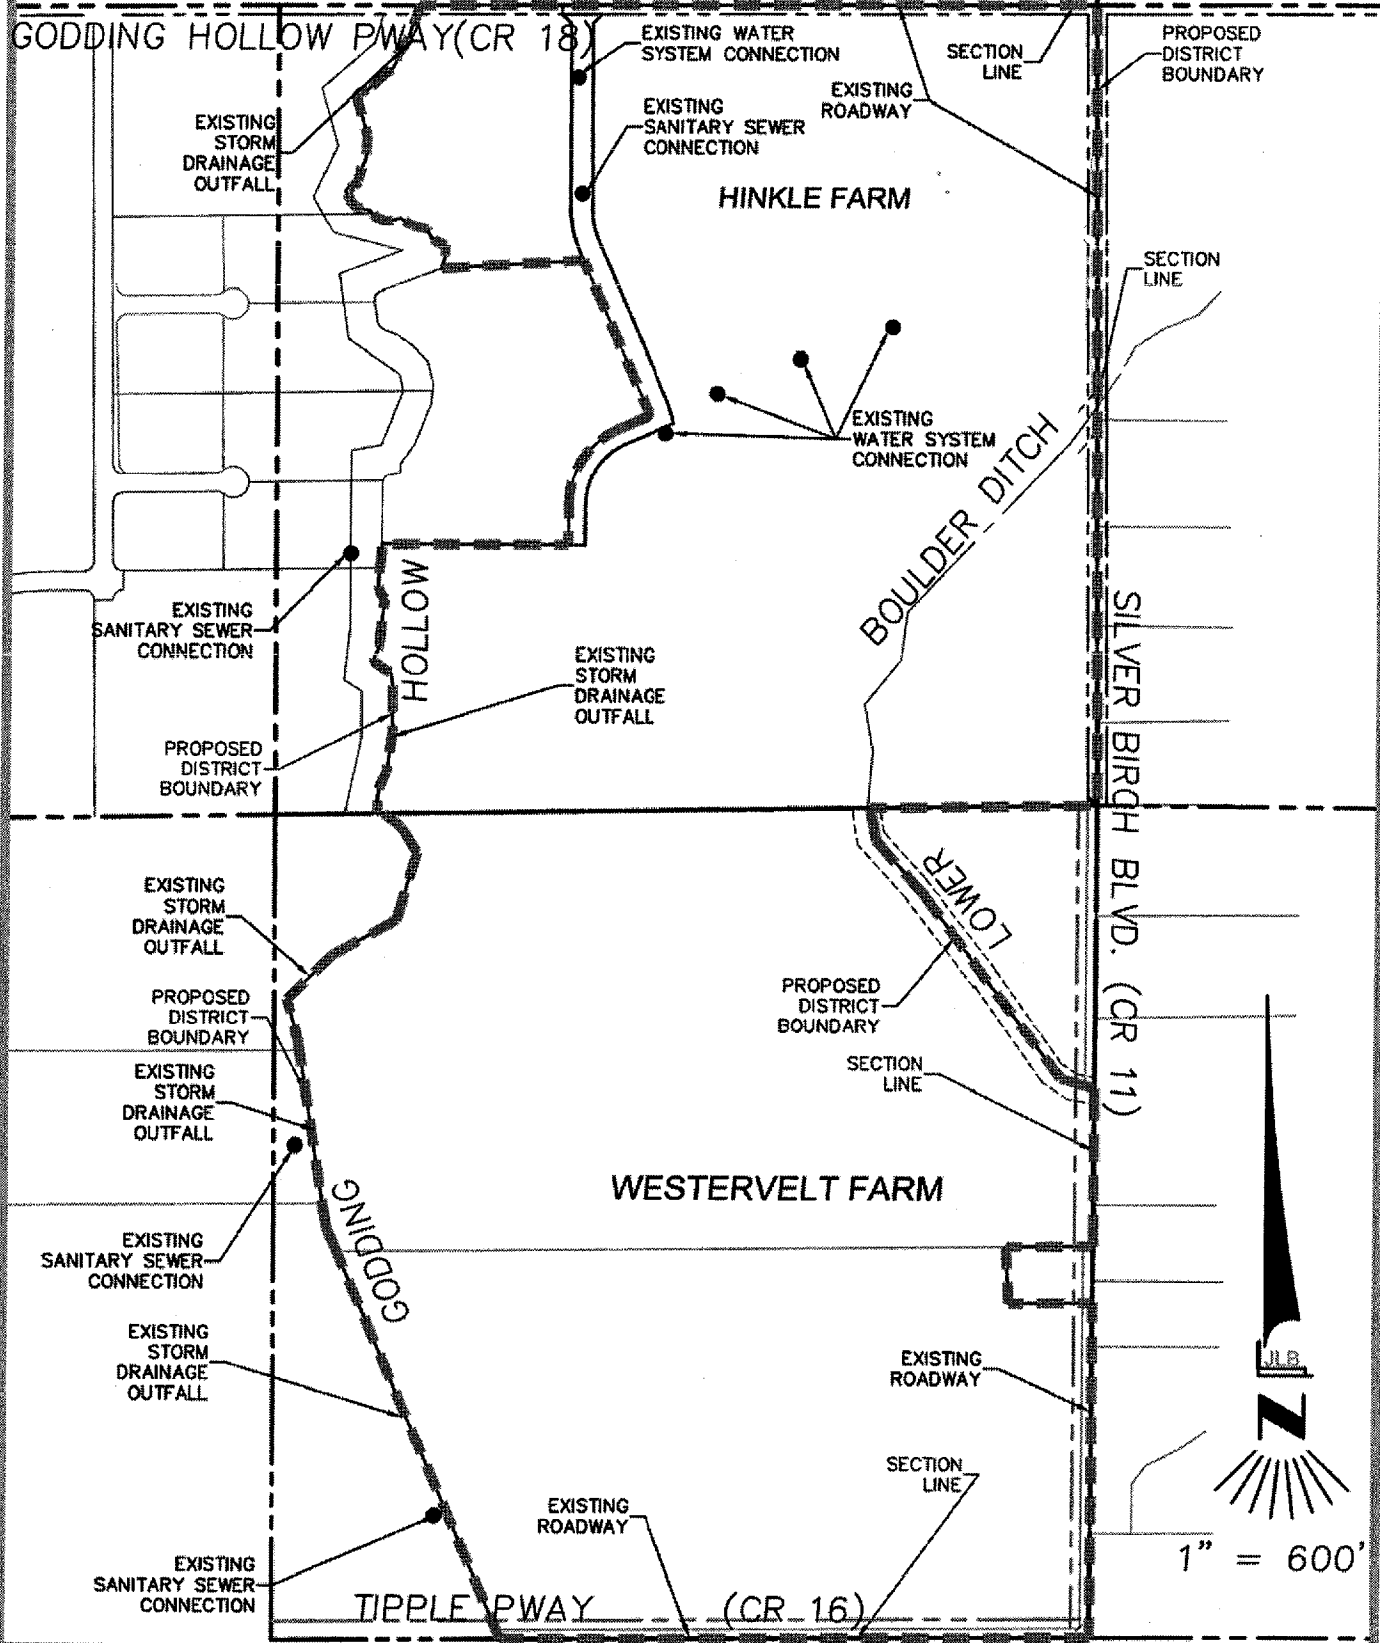 GODDING HOLLOW PWAY(CR 18)
EXISTING WATER
SYSTEM CONNECTION
SECTION
LINE
PROPOSED
DISTRICT
BOUNDARY
EXISTING
ROADWAY
EXISTING
SANITARY SEWER
CONNECTION
EXISTING
STORM
DRAINAGE
OUTFALL
HINKLE FARM
SECTION
LINE
EXISTING
WATER SYSTEM
CONNECTION
BOULDER DITCH
HOLLOW
EXISTING
SANITARY SEWER
CONNECTION
EXISTING
STORM
DRAINAGE
OUTFALL
PROPOSED
DISTRICT
BOUNDARY
SILVER BIRCH BLVD. (CR 11)
LOWER
EXISTING
STORM
DRAINAGE
OUTFALL
PROPOSED
DISTRICT
BOUNDARY
PROPOSED
DISTRICT
BOUNDARY
SECTION
LINE
EXISTING
STORM
DRAINAGE
OUTFALL
WESTERVELT FARM
GODDING
EXISTING
SANITARY SEWER
CONNECTION
EXISTING
STORM
DRAINAGE
OUTFALL
EXISTING
ROADWAY
JLB
N
SECTION
LINE
EXISTING
ROADWAY
1" = 600'
EXISTING
SANITARY SEWER
CONNECTION
TIPPLE PWAY (CR 16)